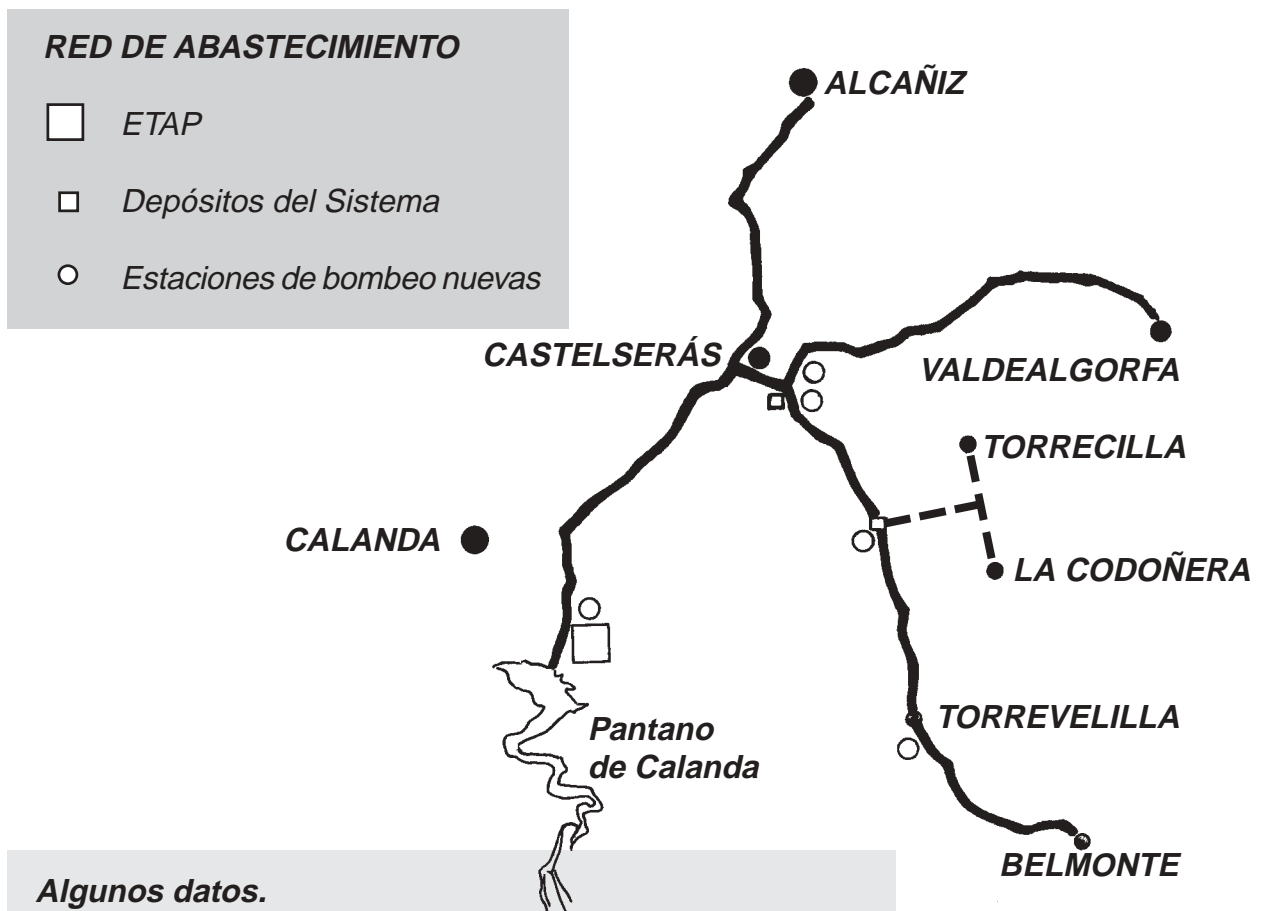 RED DE ABASTECIMIENTO
ETAP
Depósitos del Sistema
Estaciones de bombeo nuevas
ALCAÑIZ
CASTELSERÁS
VALDEALGORFA
TORRECILLA
CALANDA
LA CODOÑERA
TORREVELILLA
Pantano
de Calanda
BELMONTE
Algunos datos.